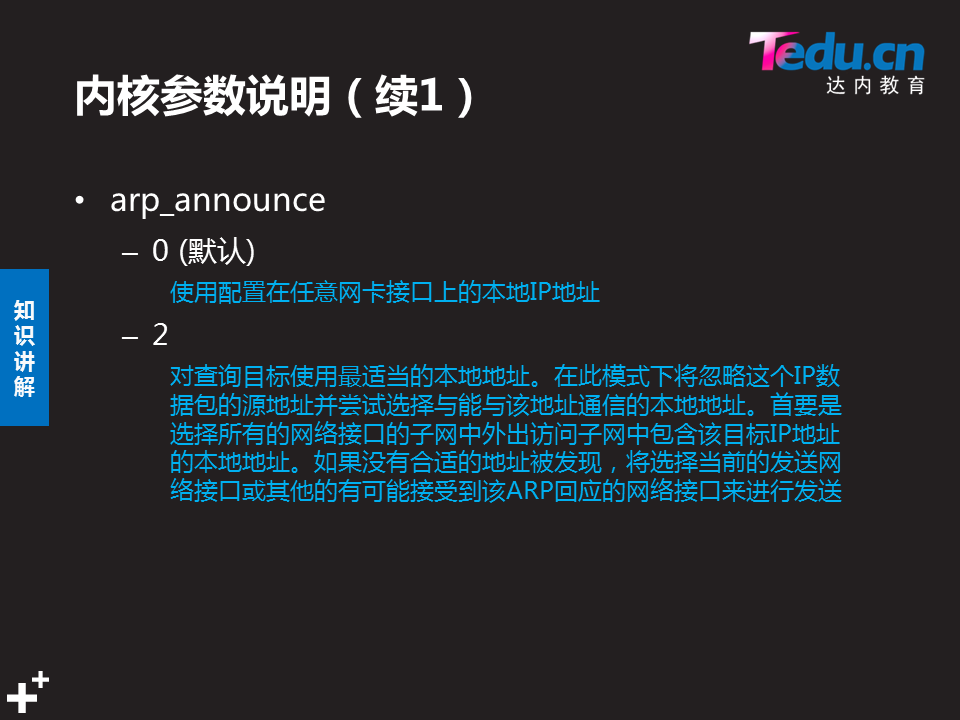 Tedu.cn
达内教育
内核参数说明（续1）
• arp_announce
– 0 (默认)
使用配置在任意网卡接口上的本地IP地址
– 2
对查询目标使用最适当的本地地址。在此模式下将忽略这个IP数
据包的源地址并尝试选择与能与该地址通信的本地地址。首要是
选择所有的网络接口的子网中外出访问子网中包含该目标IP地址
的本地地址。如果没有合适的地址被发现，将选择当前的发送网
络接口或其他的有可能接受到该ARP回应的网络接口来进行发送
知
识
讲
解